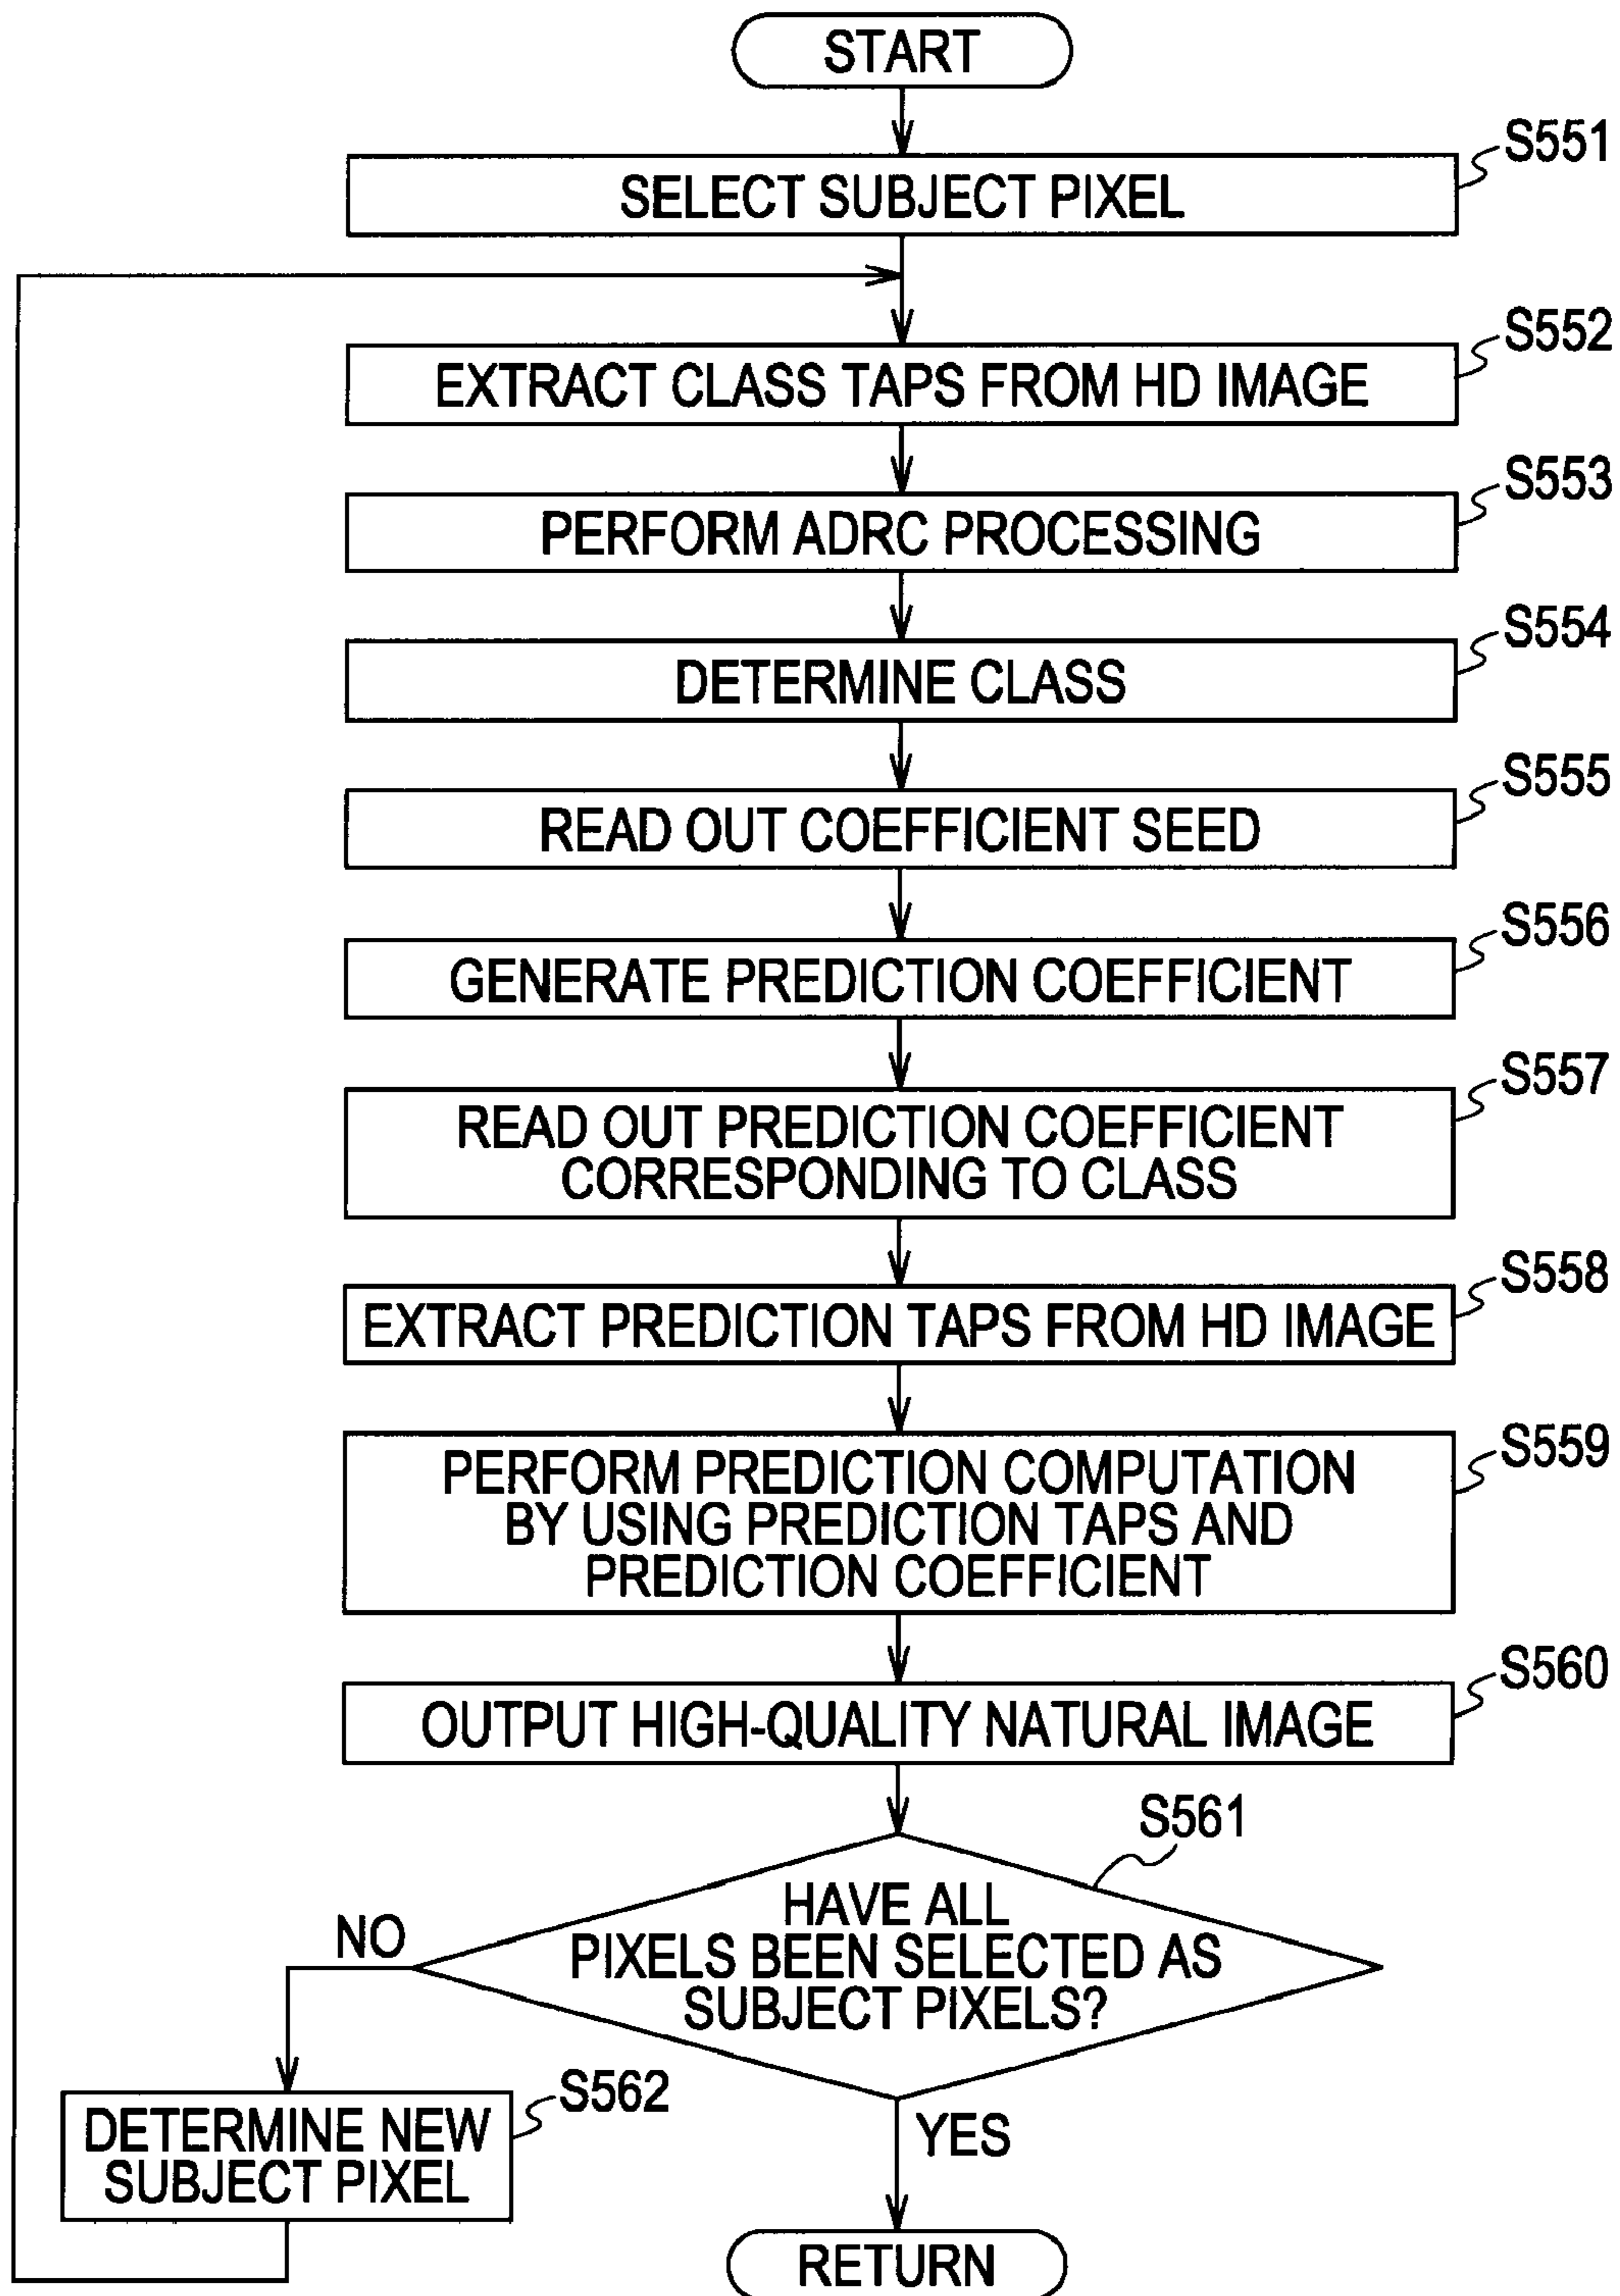 START
S551
SELECT SUBJECT PIXEL
S552
EXTRACT CLASS TAPS FROM HD IMAGE
S553
PERFORM ADRC PROCESSING
S554
DETERMINE CLASS
S555
READ OUT COEFFICIENT SEED
S556
GENERATE PREDICTION COEFFICIENT
S557
READ OUT PREDICTION COEFFICIENT
CORRESPONDING TO CLASS
S558
EXTRACT PREDICTION TAPS FROM HD IMAGE
S559
PERFORM PREDICTION COMPUTATION
BY USING PREDICTION TAPS AND
PREDICTION COEFFICIENT
S560
OUTPUT HIGH-QUALITY NATURAL IMAGE
S561
HAVE ALL
PIXELS BEEN SELECTED AS
SUBJECT PIXELS?
NO
S562
DETERMINE NEW
SUBJECT PIXEL
YES
RETURN